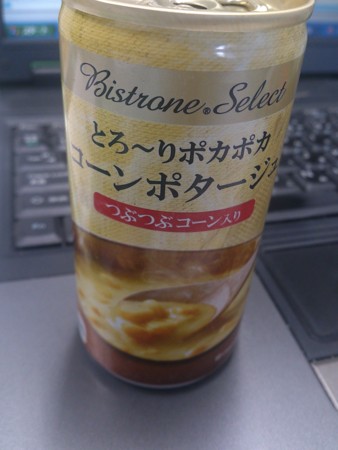 Bistrone® Select
とろ～りポカポカ
コーンポタージュ
つぶつぶコーン入り